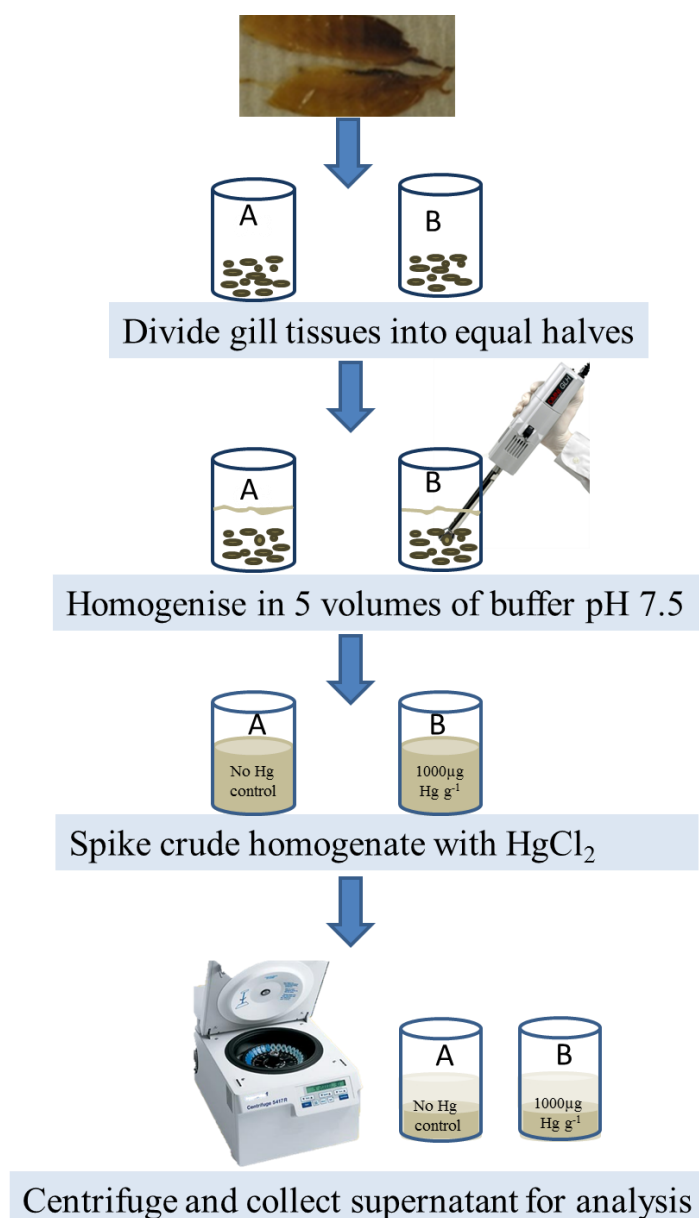 A
B
Divide gill tissues into equal halves
A
B
Homogenise in 5 volumes of buffer pH 7.5
A
No Hg
control
B
1000µg
Hg g⁻¹
Spike crude homogenate with HgCl₂
Centrifuge 5417R
A
No Hg
control
B
1000µg
Hg g⁻¹
Centrifuge and collect supernatant for analysis